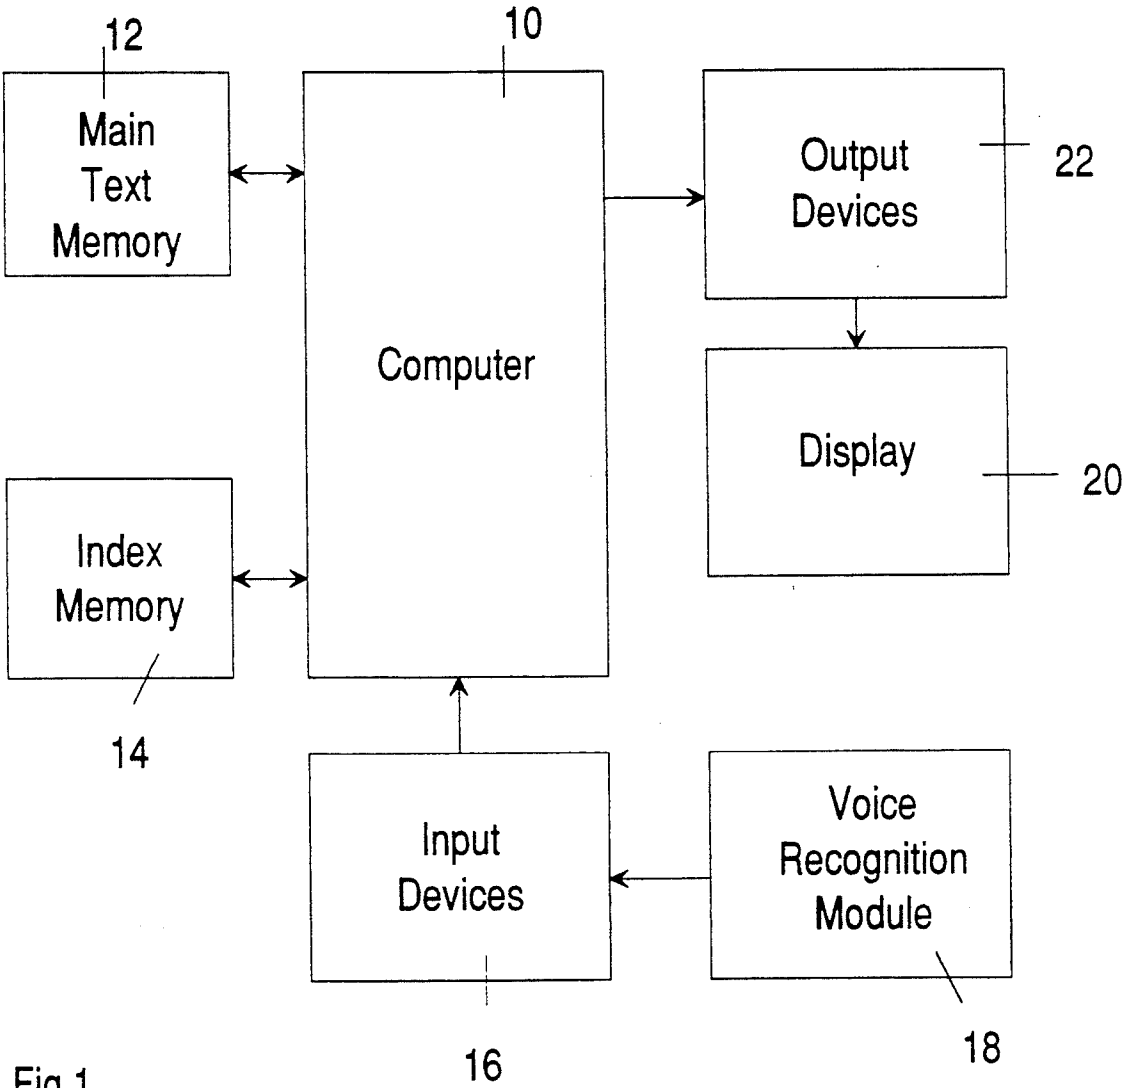 12
10
Main
Text
Memory
Output
Devices
22
Computer
Display
20
Index
Memory
14
Input
Devices
Voice
Recognition
Module
16
18
Fig 1